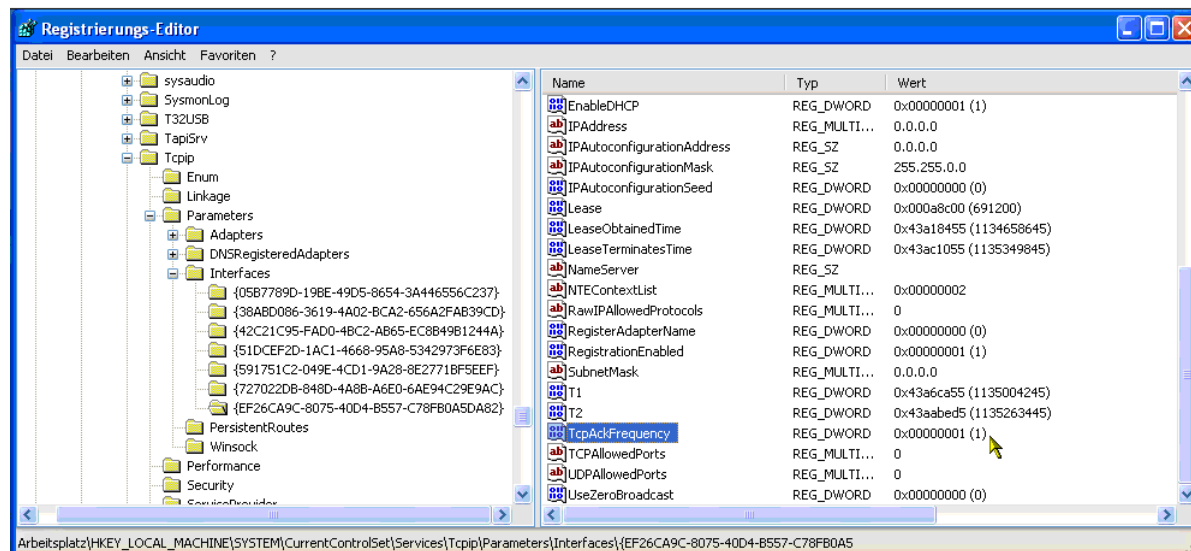 Registrierungs-Editor
Datei Bearbeiten Ansicht Favoriten ?
sysaudio
SysmonLog
T32USB
TapiSrv
Tcpip
Enum
Linkage
Parameters
Adapters
DNSRegisteredAdapters
Interfaces
{05B7789D-19BE-49D5-8654-3A446556C237}
{38ABD086-3619-4A02-BCA2-656A2FAB39CD}
{42C21C95-FAD0-4BC2-AB65-EC8B49B1244A}
{51DCEF2D-1AC1-4668-95A8-5342973F6E83}
{591751C2-049E-4CD1-9A28-8E2771BF5EEF}
{727022DB-848D-4A8B-A6E0-6AE94C29E9AC}
{EF26CA9C-8075-40D4-B557-C78FB0A5DA82}
PersistentRoutes
Winsock
Performance
Security
ServiceProvider
Name Typ Wert
EnableDHCP REG_DWORD 0x00000001 (1)
IPAddress REG_MULTI... 0.0.0.0
IPAutoconfigurationAddress REG_SZ 0.0.0.0
IPAutoconfigurationMask REG_SZ 255.255.0.0
IPAutoconfigurationSeed REG_DWORD 0x00000000 (0)
Lease REG_DWORD 0x000a8c00 (691200)
LeaseObtainedTime REG_DWORD 0x43a18455 (1134658645)
LeaseTerminatesTime REG_DWORD 0x43ac1055 (1135349845)
NameServer REG_SZ
NTEContextList REG_MULTI... 0x00000002
RawIPAllowedProtocols REG_MULTI... 0
RegisterAdapterName REG_DWORD 0x00000000 (0)
RegistrationEnabled REG_DWORD 0x00000001 (1)
SubnetMask REG_MULTI... 0.0.0.0
T1 REG_DWORD 0x43a6ca55 (1135004245)
T2 REG_DWORD 0x43aabed5 (1135263445)
TcpAckFrequency REG_DWORD 0x00000001 (1)
TCPAllowedPorts REG_MULTI... 0
UDPAllowedPorts REG_MULTI... 0
UseZeroBroadcast REG_DWORD 0x00000000 (0)
Arbeitsplatz\HKEY_LOCAL_MACHINE\SYSTEM\CurrentControlSet\Services\Tcpip\Parameters\Interfaces\{EF26CA9C-8075-40D4-B557-C78FB0A5